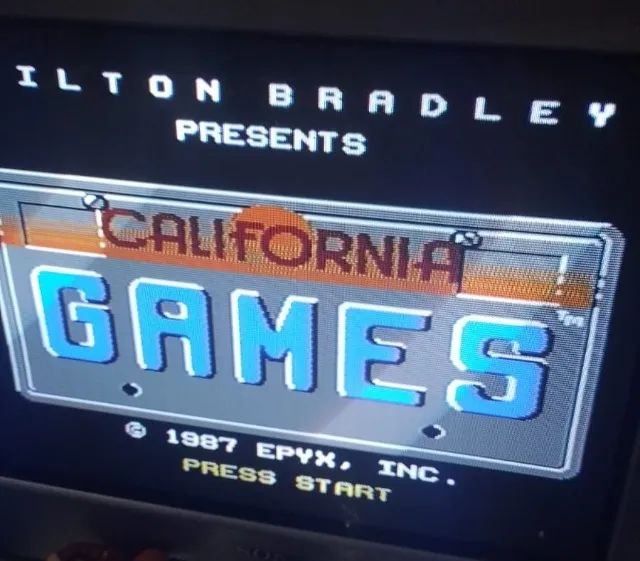 ILTON BRADLEY
PRESENTS
CALIFORNIA
GAMES TM
© 1987 EPYX, INC.
PRESS START